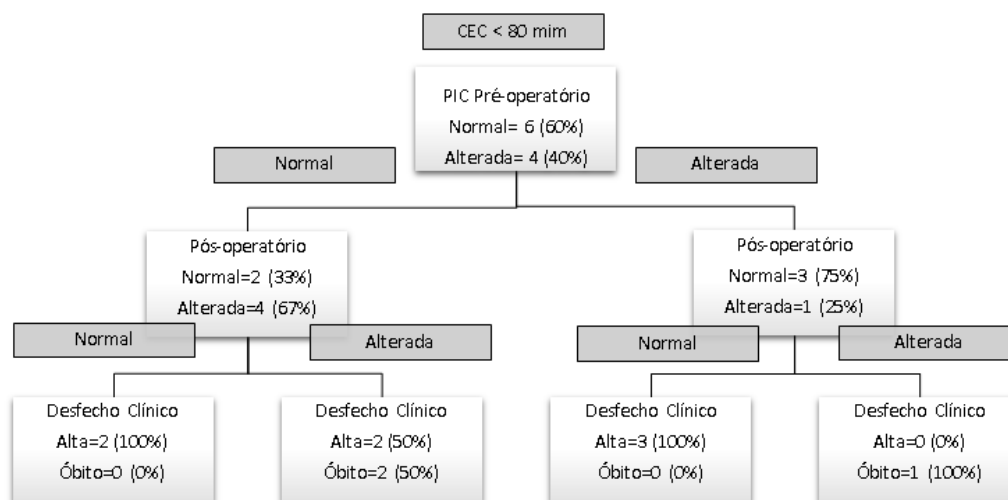 CEC < 80 mim
PIC Pré-operatório
Normal= 6 (60%)
Alterada= 4 (40%)
Normal
Alterada
Pós-operatório
Normal=2 (33%)
Alterada=4 (67%)
Pós-operatório
Normal=3 (75%)
Alterada=1 (25%)
Normal
Alterada
Normal
Alterada
Desfecho Clínico
Alta=2 (100%)
Óbito=0 (0%)
Desfecho Clínico
Alta=2 (50%)
Óbito=2 (50%)
Desfecho Clínico
Alta=3 (100%)
Óbito=0 (0%)
Desfecho Clínico
Alta=0 (0%)
Óbito=1 (100%)